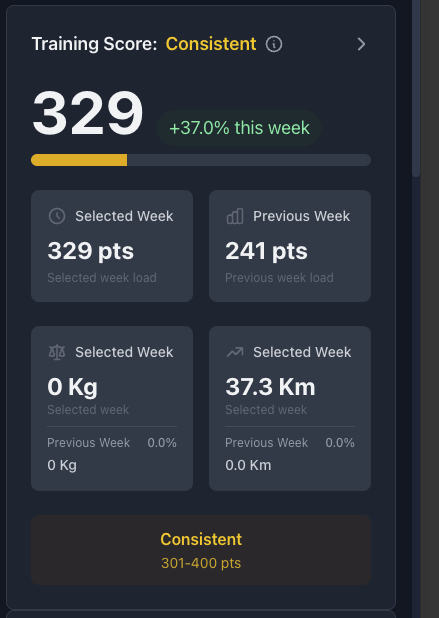 Training Score: Consistent
329 +37.0% this week
Selected Week
329 pts
Selected week load
Previous Week
241 pts
Previous week load
Selected Week
0 Kg
Selected week
Previous Week 0.0%
0 Kg
Selected Week
37.3 Km
Selected week
Previous Week 0.0%
0.0 Km
Consistent
301-400 pts